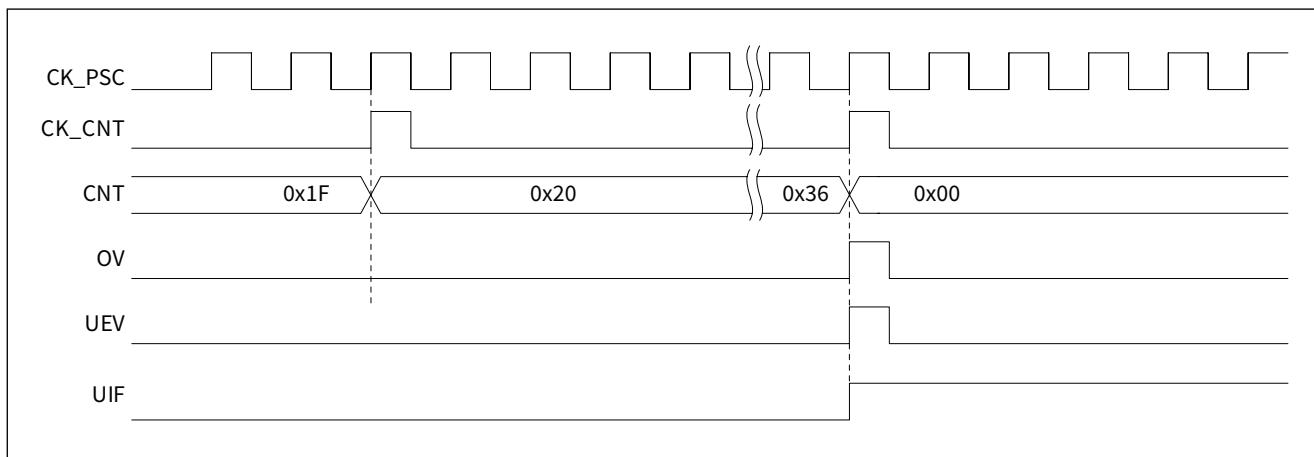 CK_PSC
CK_CNT
CNT 0x1F 0x20 0x36 0x00
OV
UEV
UIF